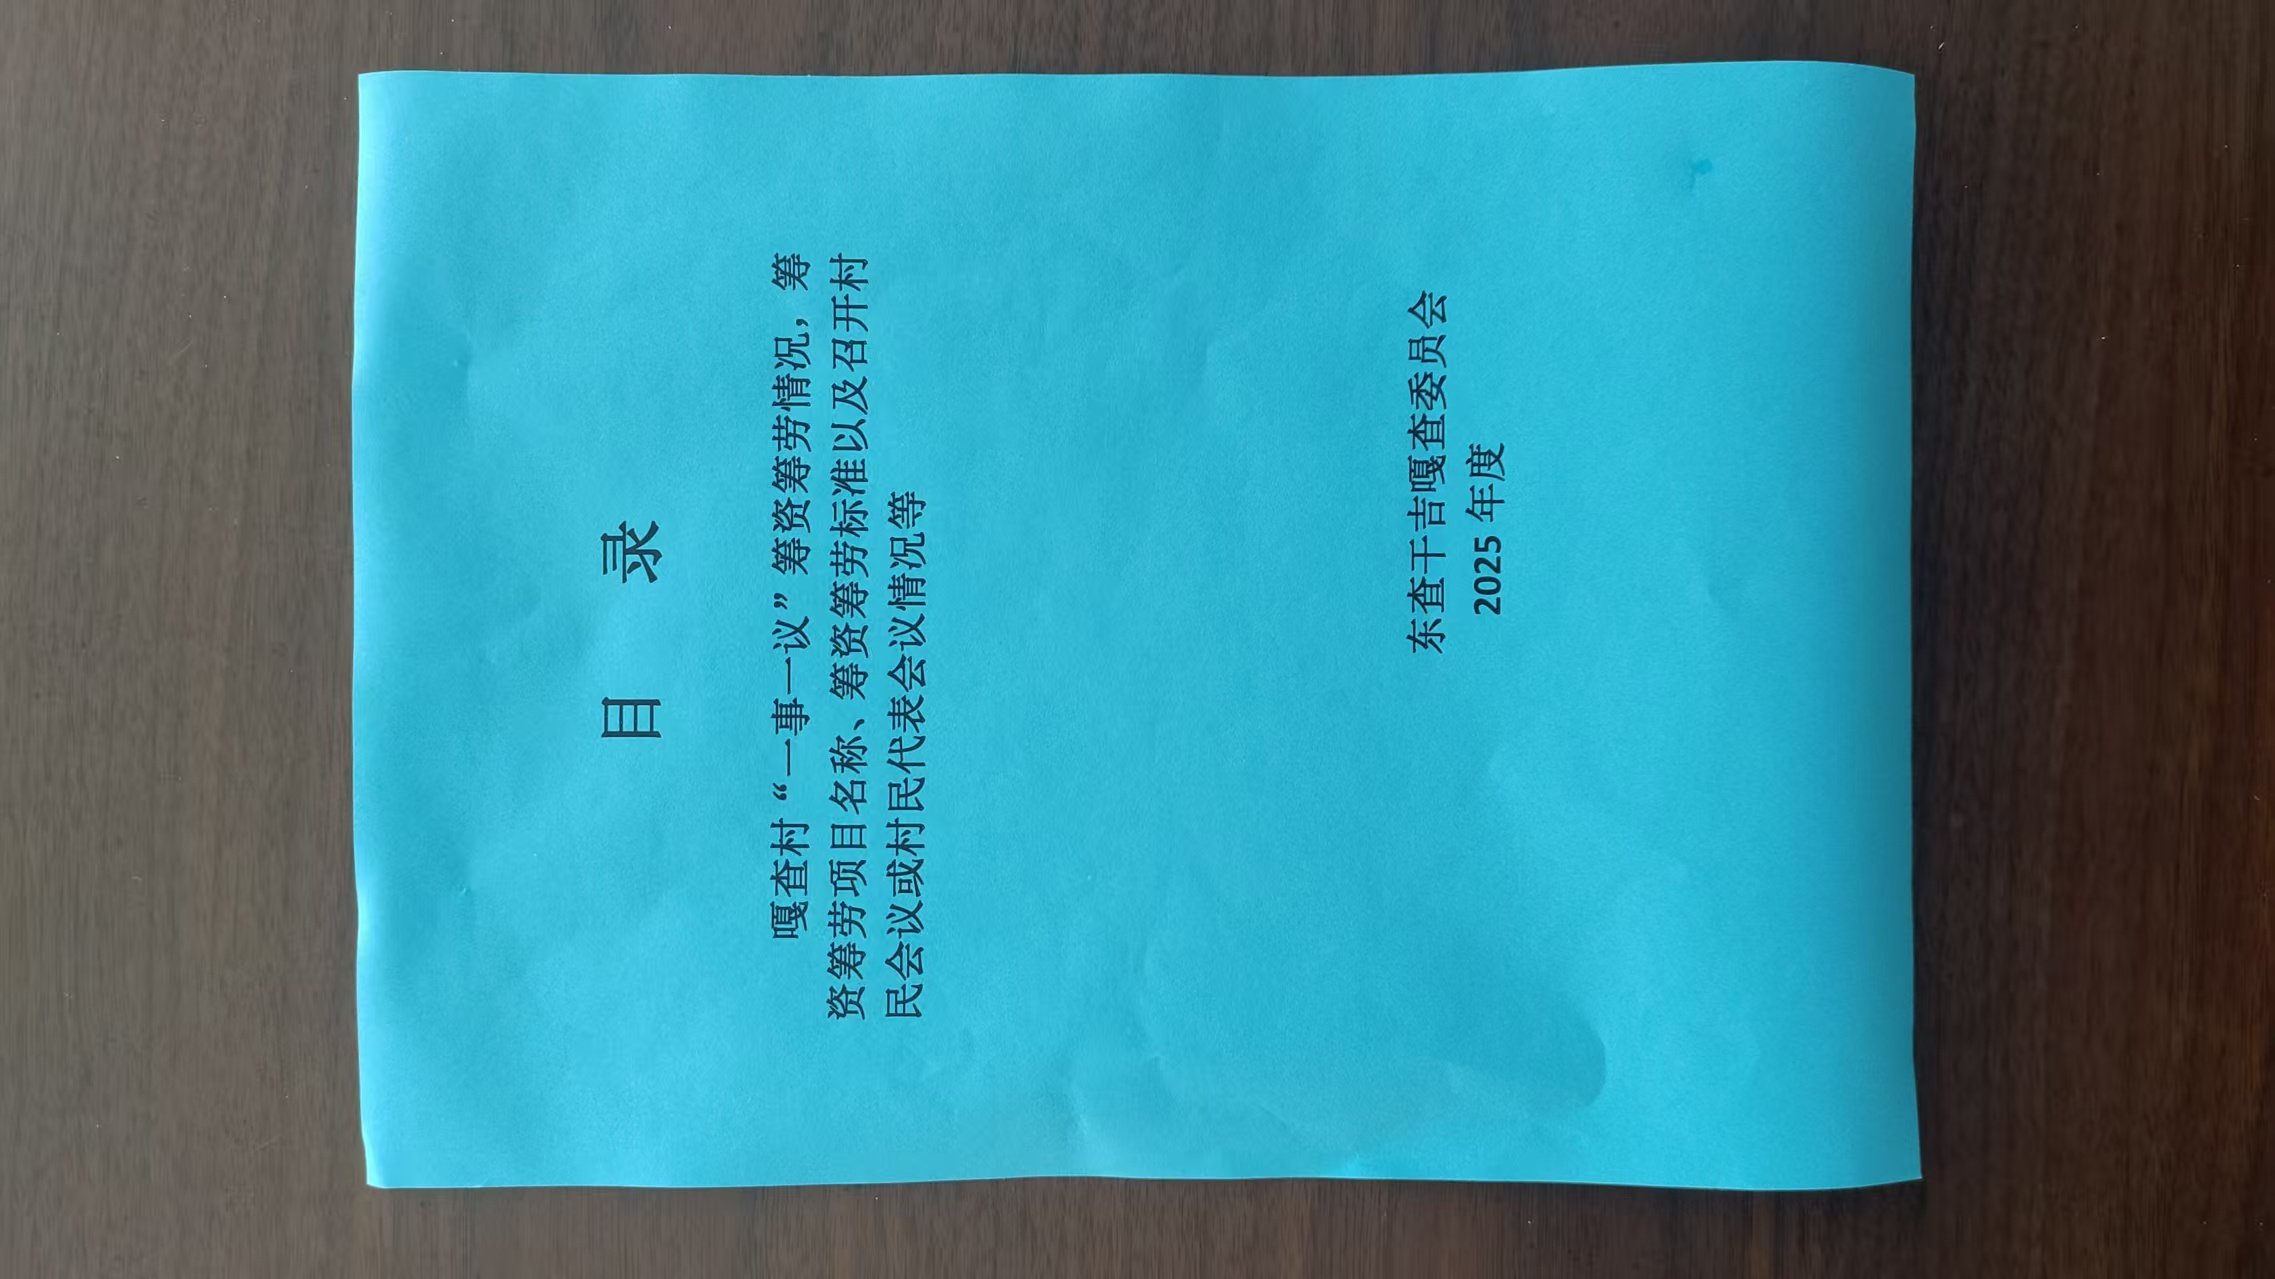 目 录
嘎查村“一事一议”筹资筹劳情况，筹
资筹劳项目名称、筹资筹劳标准以及召开村
民会议或村民代表会议情况等
东查干吉嘎查委员会
2025 年度